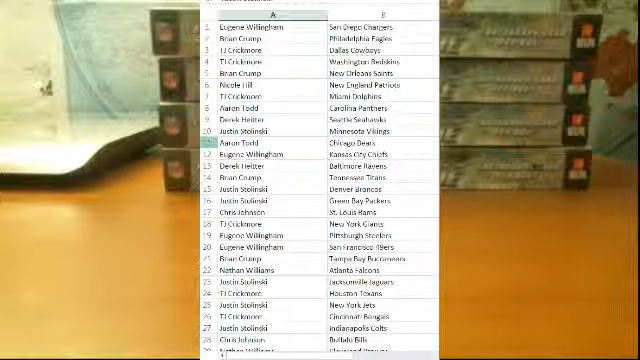 A B
1 Eugene Willingham San Diego Chargers
2 Brian Crump Philadelphia Eagles
3 TJ Crickmore Dallas Cowboys
4 TJ Crickmore Washington Redskins
5 Brian Crump New Orleans Saints
6 Nicole Hill New England Patriots
7 TJ Crickmore Miami Dolphins
8 Aaron Todd Carolina Panthers
9 Derek Heitter Seattle Seahawks
10 Justin Stolinski Minnesota Vikings
Aaron Todd Chicago Bears
12 Eugene Willingham Kansas City Chiefs
13 Derek Heitter Baltimore Ravens
14 Brian Crump Tennessee Titans
15 Justin Stolinski Denver Broncos
16 Justin Stolinski Green Bay Packers
17 Chris Johnson St. Louis Rams
18 TJ Crickmore New York Giants
19 Eugene Willingham Pittsburgh Steelers
20 Eugene Willingham San Francisco 49ers
21 Brian Crump Tampa Bay Buccaneers
22 Nathan Williams Atlanta Falcons
23 Justin Stolinski Jacksonville Jaguars
24 TJ Crickmore Houston Texans
25 Justin Stolinski New York Jets
26 TJ Crickmore Cincinnati Bengals
27 Justin Stolinski Indianapolis Colts
28 Chris Johnson Buffalo Bills
29 Nathan Williams Cleveland Browns